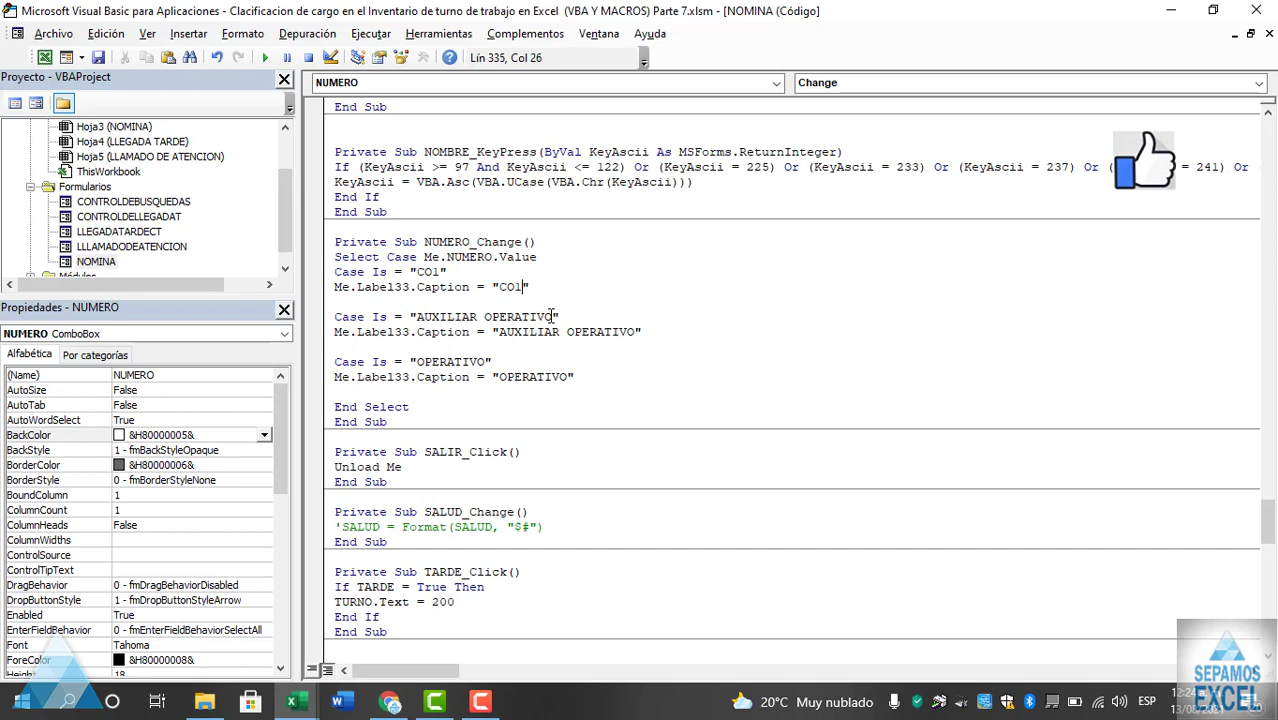 Microsoft Visual Basic para Aplicaciones - Clacificacion de cargo en el Inventario de turno de trabajo en Excel (VBA Y MACROS) Parte 7.xlsm - [NOMINA (Código)]
Archivo Edición Ver Insertar Formato Depuración Ejecutar Herramientas Complementos Ventana Ayuda
Lín 335, Col 26
Proyecto - VBAProject
NUMERO Change
Hoja3 (NOMINA)
Hoja4 (LLEGADA TARDE)
Hoja5 (LLAMADO DE ATENCION)
ThisWorkbook
Formularios
CONTROLDEBUSQUEDAS
CONTROLDELLEGADAT
LLEGADATARDECT
LLLAMADODEATENCION
NOMINA
Módulos
Propiedades - NUMERO
NUMERO ComboBox
Alfabética Por categorías
(Name) NUMERO
AutoSize False
AutoTab False
AutoWordSelect True
BackColor &H80000005&
BackStyle 1 - fmBackStyleOpaque
BorderColor &H80000006&
BorderStyle 0 - fmBorderStyleNone
BoundColumn 1
ColumnCount 1
ColumnHeads False
ColumnWidths
ControlSource
ControlTipText
DragBehavior 0 - fmDragBehaviorDisabled
DropButtonStyle 1 - fmDropButtonStyleArrow
Enabled True
EnterFieldBehavior 0 - fmEnterFieldBehaviorSelectAll
Font Tahoma
ForeColor &H80000008&
Height 18
End Sub
Private Sub NOMBRE_KeyPress(ByVal KeyAscii As MSForms.ReturnInteger)
If (KeyAscii >= 97 And KeyAscii <= 122) Or (KeyAscii = 225) Or (KeyAscii = 233) Or (KeyAscii = 237) Or ( = 241) Or
KeyAscii = VBA.Asc(VBA.UCase(VBA.Chr(KeyAscii)))
End If
End Sub
Private Sub NUMERO_Change()
Select Case Me.NUMERO.Value
Case Is = "CO1"
Me.Label33.Caption = "CO1"
Case Is = "AUXILIAR OPERATIVO"
Me.Label33.Caption = "AUXILIAR OPERATIVO"
Case Is = "OPERATIVO"
Me.Label33.Caption = "OPERATIVO"
End Select
End Sub
Private Sub SALIR_Click()
Unload Me
End Sub
Private Sub SALUD_Change()
'SALUD = Format(SALUD, "$#")
End Sub
Private Sub TARDE_Click()
If TARDE = True Then
TURNO.Text = 200
End If
End Sub
SEPAMOS
EXCEL
20°C Muy nublado
ESP
13/08/2021